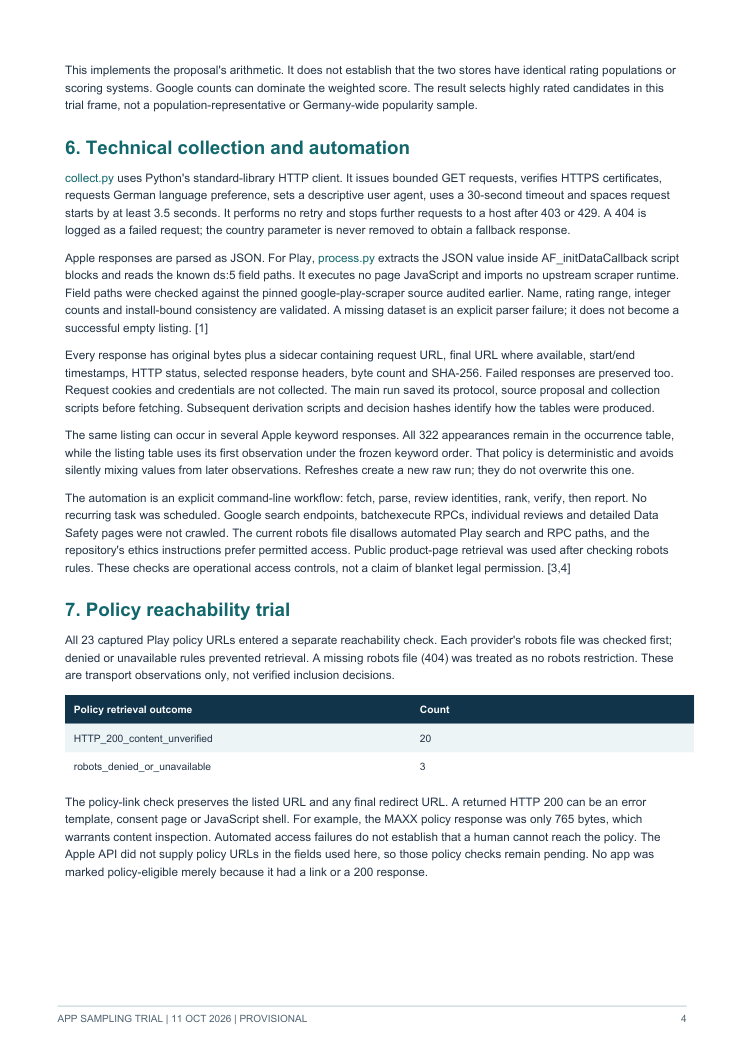 This implements the proposal's arithmetic. It does not establish that the two stores have identical rating populations or
scoring systems. Google counts can dominate the weighted score. The result selects highly rated candidates in this
trial frame, not a population-representative or Germany-wide popularity sample.
6. Technical collection and automation
collect.py uses Python's standard-library HTTP client. It issues bounded GET requests, verifies HTTPS certificates,
requests German language preference, sets a descriptive user agent, uses a 30-second timeout and spaces request
starts by at least 3.5 seconds. It performs no retry and stops further requests to a host after 403 or 429. A 404 is
logged as a failed request; the country parameter is never removed to obtain a fallback response.
Apple responses are parsed as JSON. For Play, process.py extracts the JSON value inside AF_initDataCallback script
blocks and reads the known ds:5 field paths. It executes no page JavaScript and imports no upstream scraper runtime.
Field paths were checked against the pinned google-play-scraper source audited earlier. Name, rating range, integer
counts and install-bound consistency are validated. A missing dataset is an explicit parser failure; it does not become a
successful empty listing. [1]
Every response has original bytes plus a sidecar containing request URL, final URL where available, start/end
timestamps, HTTP status, selected response headers, byte count and SHA-256. Failed responses are preserved too.
Request cookies and credentials are not collected. The main run saved its protocol, source proposal and collection
scripts before fetching. Subsequent derivation scripts and decision hashes identify how the tables were produced.
The same listing can occur in several Apple keyword responses. All 322 appearances remain in the occurrence table,
while the listing table uses its first observation under the frozen keyword order. That policy is deterministic and avoids
silently mixing values from later observations. Refreshes create a new raw run; they do not overwrite this one.
The automation is an explicit command-line workflow: fetch, parse, review identities, rank, verify, then report. No
recurring task was scheduled. Google search endpoints, batchexecute RPCs, individual reviews and detailed Data
Safety pages were not crawled. The current robots file disallows automated Play search and RPC paths, and the
repository's ethics instructions prefer permitted access. Public product-page retrieval was used after checking robots
rules. These checks are operational access controls, not a claim of blanket legal permission. [3,4]
7. Policy reachability trial
All 23 captured Play policy URLs entered a separate reachability check. Each provider's robots file was checked first;
denied or unavailable rules prevented retrieval. A missing robots file (404) was treated as no robots restriction. These
are transport observations only, not verified inclusion decisions.
Policy retrieval outcome Count
HTTP_200_content_unverified 20
robots_denied_or_unavailable 3
The policy-link check preserves the listed URL and any final redirect URL. A returned HTTP 200 can be an error
template, consent page or JavaScript shell. For example, the MAXX policy response was only 765 bytes, which
warrants content inspection. Automated access failures do not establish that a human cannot reach the policy. The
Apple API did not supply policy URLs in the fields used here, so those policy checks remain pending. No app was
marked policy-eligible merely because it had a link or a 200 response.
APP SAMPLING TRIAL | 11 OCT 2026 | PROVISIONAL 4